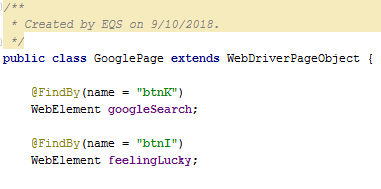 /**
 * Created by EQS on 9/10/2018.
 */
public class GooglePage extends WebDriverPageObject {
@FindBy(name = "btnK")
WebElement googleSearch;
@FindBy(name = "btnI")
WebElement feelingLucky;